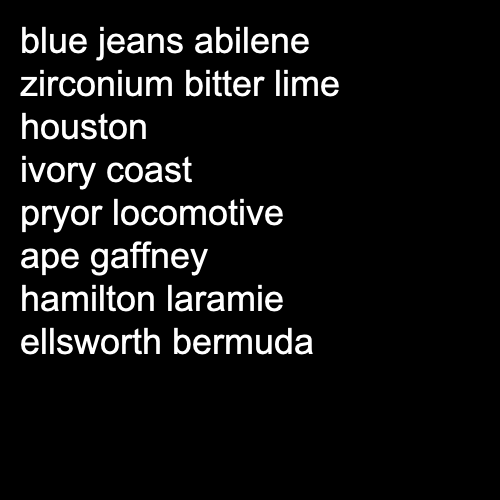 blue jeans abilene
zirconium bitter lime
houston
ivory coast
pryor locomotive
ape gaffney
hamilton laramie
ellsworth bermuda